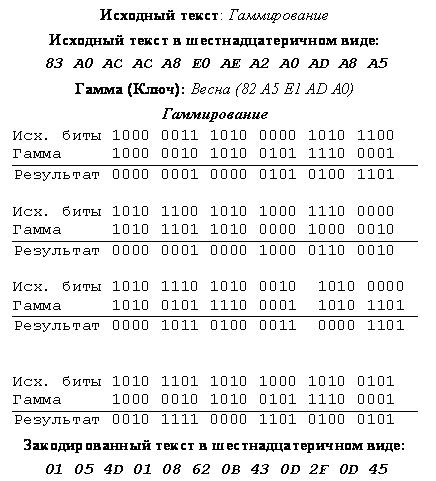 Исходный текст: Гаммирование
Исходный текст в шестнадцатеричном виде:
83 A0 AC AC A8 E0 AE A2 A0 AD A8 A5
Гамма (Ключ): Весна (82 A5 E1 AD A0)
Гаммирование
Исх. биты 1000 0011 1010 0000 1010 1100
Гамма 1000 0010 1010 0101 1110 0001
Результат 0000 0001 0000 0101 0100 1101
Исх. биты 1010 1100 1010 1000 1110 0000
Гамма 1010 1101 1010 0000 1000 0010
Результат 0000 0001 0000 1000 0110 0010
Исх. биты 1010 1110 1010 0010 1010 0000
Гамма 1010 0101 1110 0001 1010 1101
Результат 0000 1011 0100 0011 0000 1101
Исх. биты 1010 1101 1010 1000 1010 0101
Гамма 1000 0010 1010 0101 1110 0001
Результат 0010 1111 0000 1101 0100 0101
Закодированный текст в шестнадцатеричном виде:
01 05 4D 01 08 62 0B 43 0D 2F 0D 45